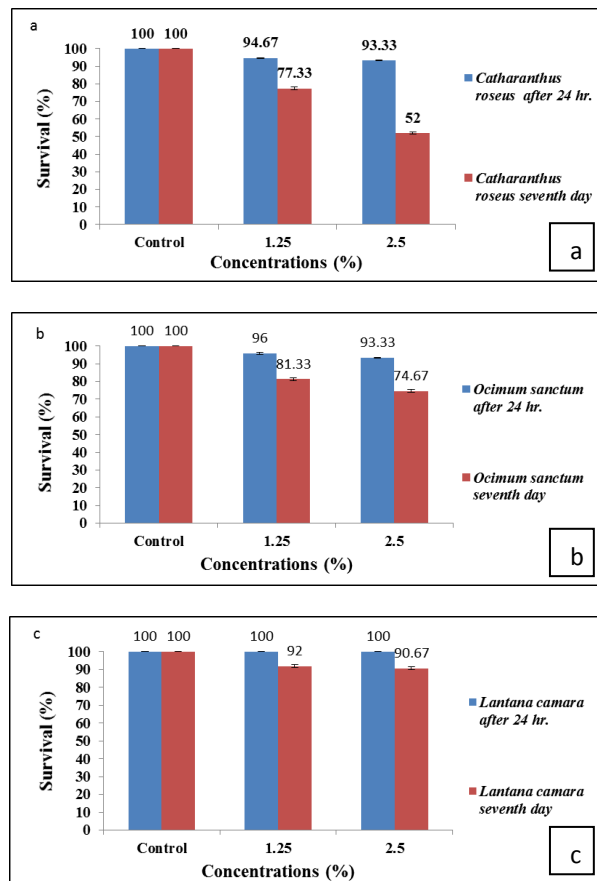 a
100 100
94.67
93.33
77.33
52
100
90
80
70
60
50
40
30
20
10
0
Survival (%)
Control 1.25 2.5
Concentrations (%)
Catharanthus
roseus after 24 hr.
Catharanthus
roseus seventh day
a
b
100 100
96
93.33
81.33
74.67
100
90
80
70
60
50
40
30
20
10
0
Survival (%)
Control 1.25 2.5
Concentrations (%)
Ocimum sanctum
after 24 hr.
Ocimum sanctum
seventh day
b
c
100 100
100
92
100
90.67
100
90
80
70
60
50
40
30
20
10
0
Survival (%)
Control 1.25 2.5
Concentrations (%)
Lantana camara
after 24 hr.
Lantana camara
seventh day
c